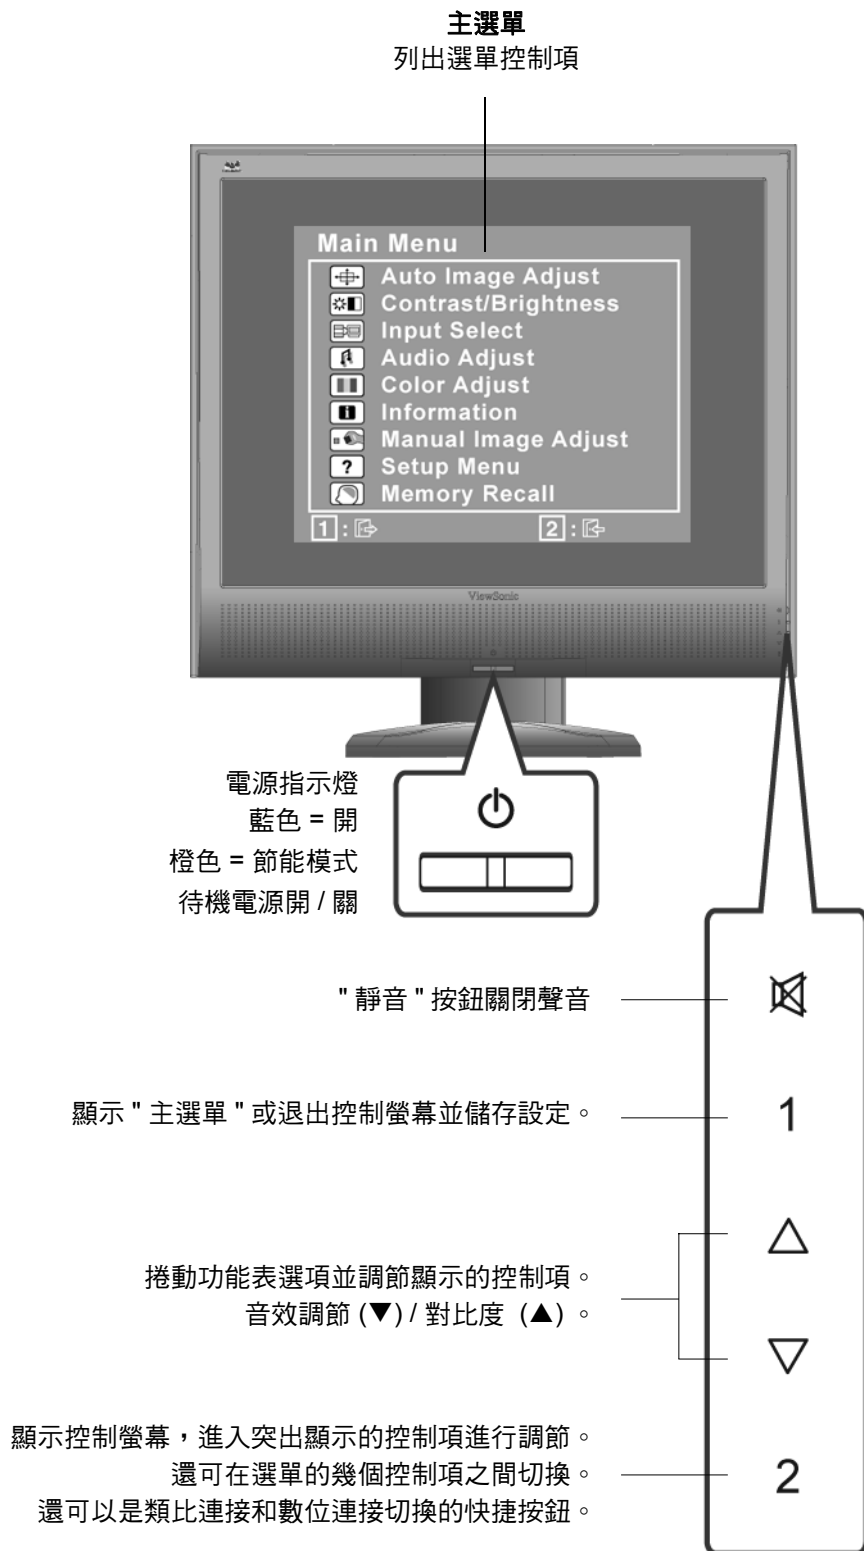 主選單
列出選單控制項
Main Menu
Auto Image Adjust
Contrast/Brightness
Input Select
Audio Adjust
Color Adjust
Information
Manual Image Adjust
Setup Menu
Memory Recall
1 :
2 :
ViewSonic
電源指示燈
藍色 = 開
橙色 = 節能模式
待機電源開 / 關
" 靜音 " 按鈕關閉聲音
顯示 " 主選單 " 或退出控制螢幕並儲存設定。
1
捲動功能表選項並調節顯示的控制項。
音效調節 (▼) / 對比度 (▲) 。
顯示控制螢幕，進入突出顯示的控制項進行調節。
還可在選單的幾個控制項之間切換。
還可以是類比連接和數位連接切換的快捷按鈕。
2